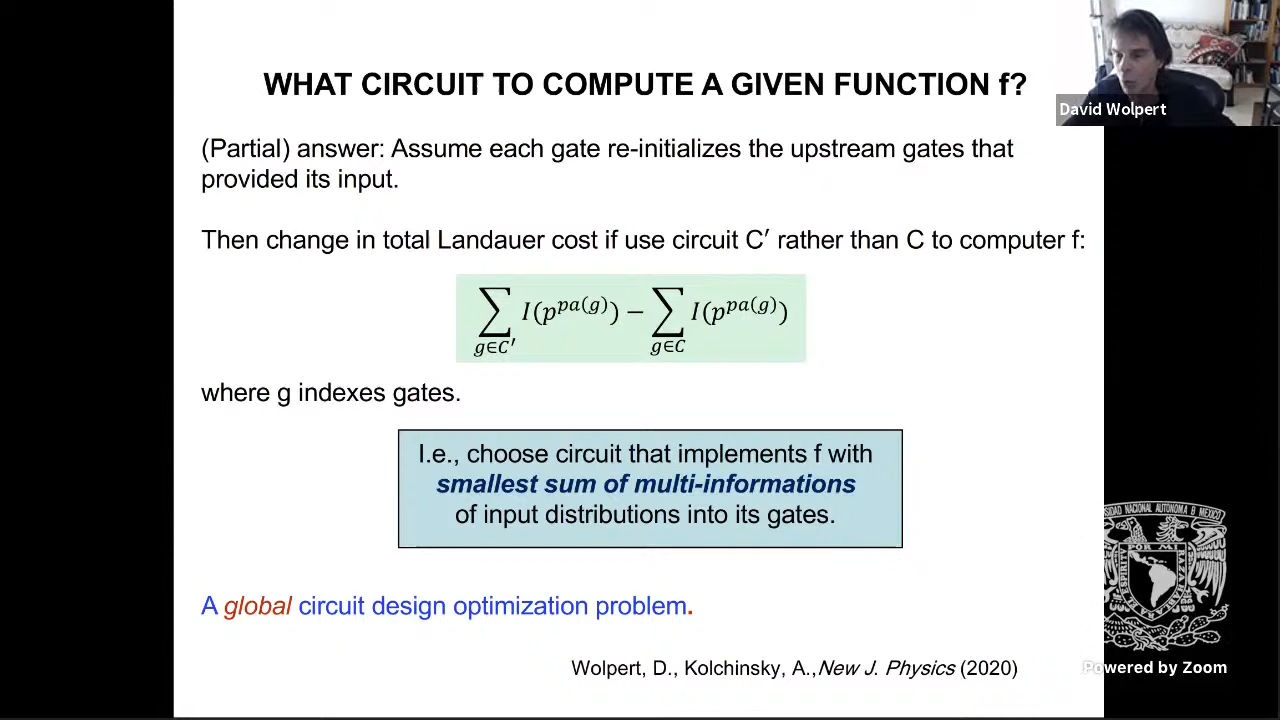 WHAT CIRCUIT TO COMPUTE A GIVEN FUNCTION f?
David Wolpert
(Partial) answer: Assume each gate re-initializes the upstream gates that
provided its input.
Then change in total Landauer cost if use circuit C′ rather than C to computer f:
∑_{g∈C′} I(p^{pa(g)}) − ∑_{g∈C} I(p^{pa(g)})
where g indexes gates.
I.e., choose circuit that implements f with
smallest sum of multi-informations
of input distributions into its gates.
A global circuit design optimization problem.
Wolpert, D., Kolchinsky, A.,New J. Physics (2020)
Powered by Zoom